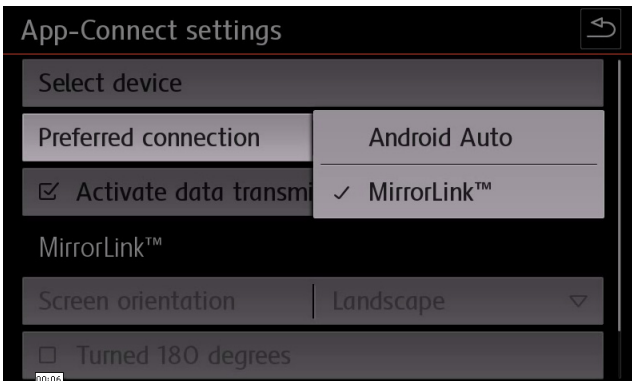 App-Connect settings
Select device
Preferred connection
Android Auto
Activate data transmi
MirrorLink™
MirrorLink™
Screen orientation
Landscape
Turned 180 degrees
00:06